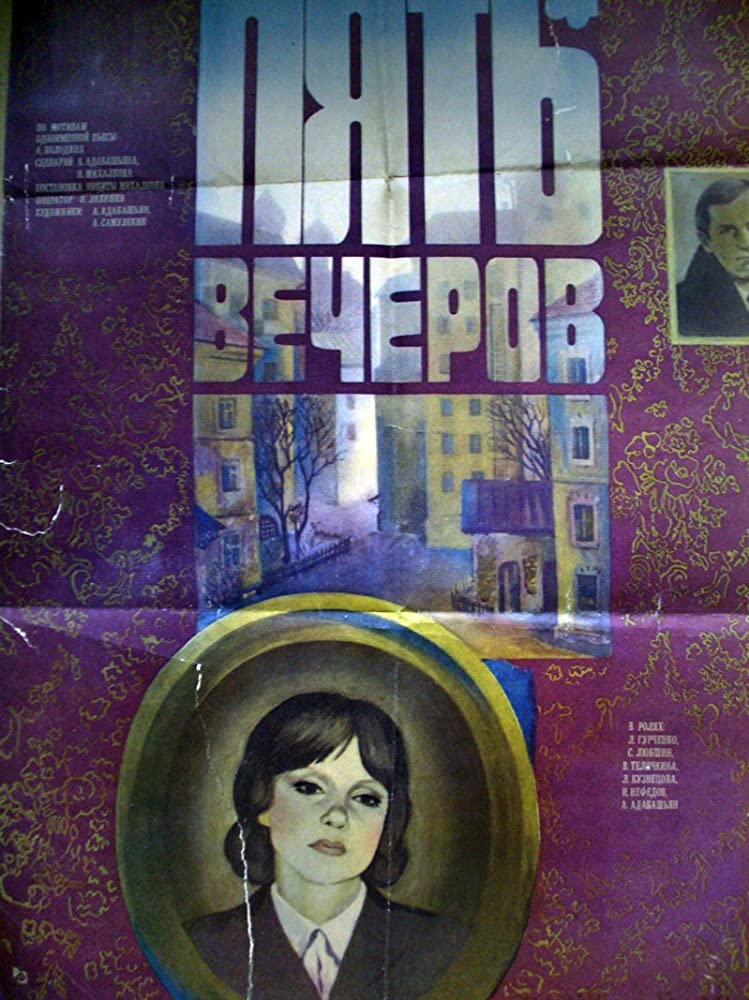 ПЯТЬ
ВЕЧЕРОВ
ПО МОТИВАМ
ОДНОИМЕННОЙ ПЬЕСЫ
А. ВОЛОДИНА
СЦЕНАРИЙ А. АДАБАШЬЯНА,
Н. МИХАЛКОВА
ПОСТАНОВКА НИКИТЫ МИХАЛКОВА
ОПЕРАТОР П. ЛЕБЕШЕВ
ХУДОЖНИКИ: А. АДАБАШЬЯН,
А. САМУЛЕКИН
В РОЛЯХ:
Л. ГУРЧЕНКО,
С. ЛЮБШИН,
В. ТЕЛИЧКИНА,
Л. КУЗНЕЦОВА,
И. НЕФЕДОВ,
А. АДАБАШЬЯН